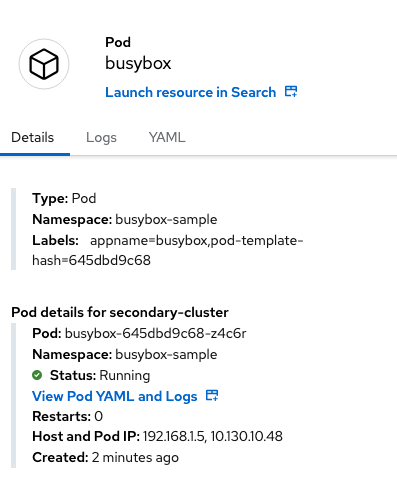 Pod
busybox
Launch resource in Search
Details Logs YAML
Type: Pod
Namespace: busybox-sample
Labels: appname=busybox,pod-template-
hash=645dbd9c68
Pod details for secondary-cluster
Pod: busybox-645dbd9c68-z4c6r
Namespace: busybox-sample
Status: Running
View Pod YAML and Logs
Restarts: 0
Host and Pod IP: 192.168.1.5, 10.130.10.48
Created: 2 minutes ago